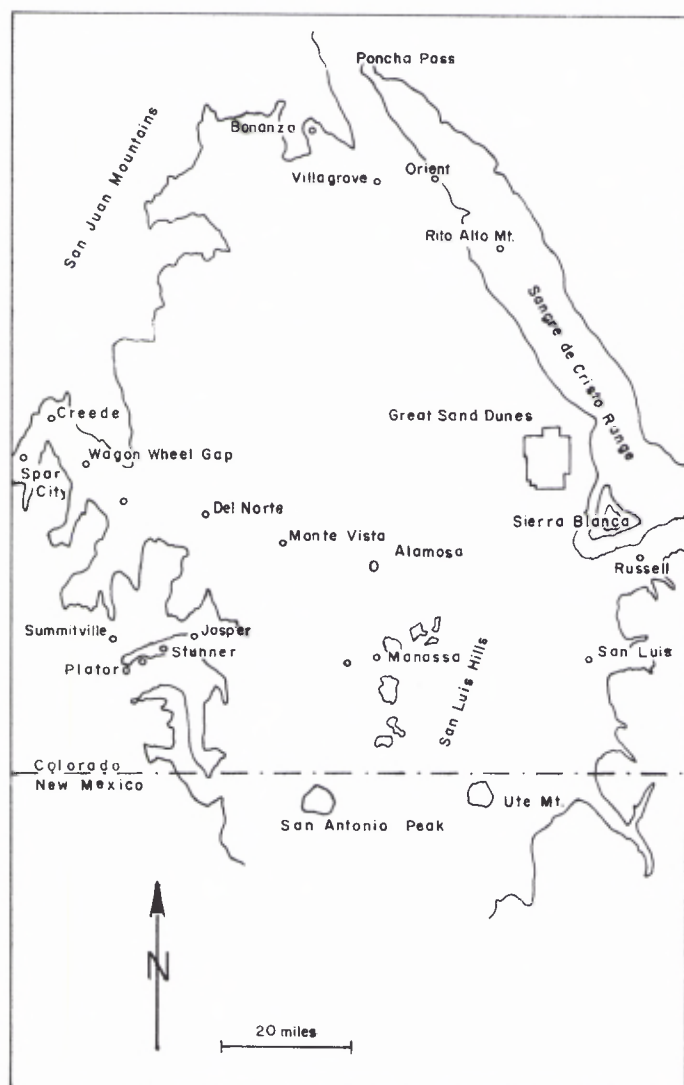 Poncha Pass
Bonanza
Villagrove
Orient
San Juan Mountains
Rito Alto Mt.
Sangre de Cristo Range
Creede
Great Sand Dunes
Wagon Wheel Gap
Spar
City
Del Norte
Sierra Blanca
Monte Vista
Alamosa
Russell
Summitville
Jasper
Stunner
Manassa
San Luis
Plator
San Luis Hills
Colorado
New Mexico
Ute Mt.
San Antonio Peak
N
20 miles